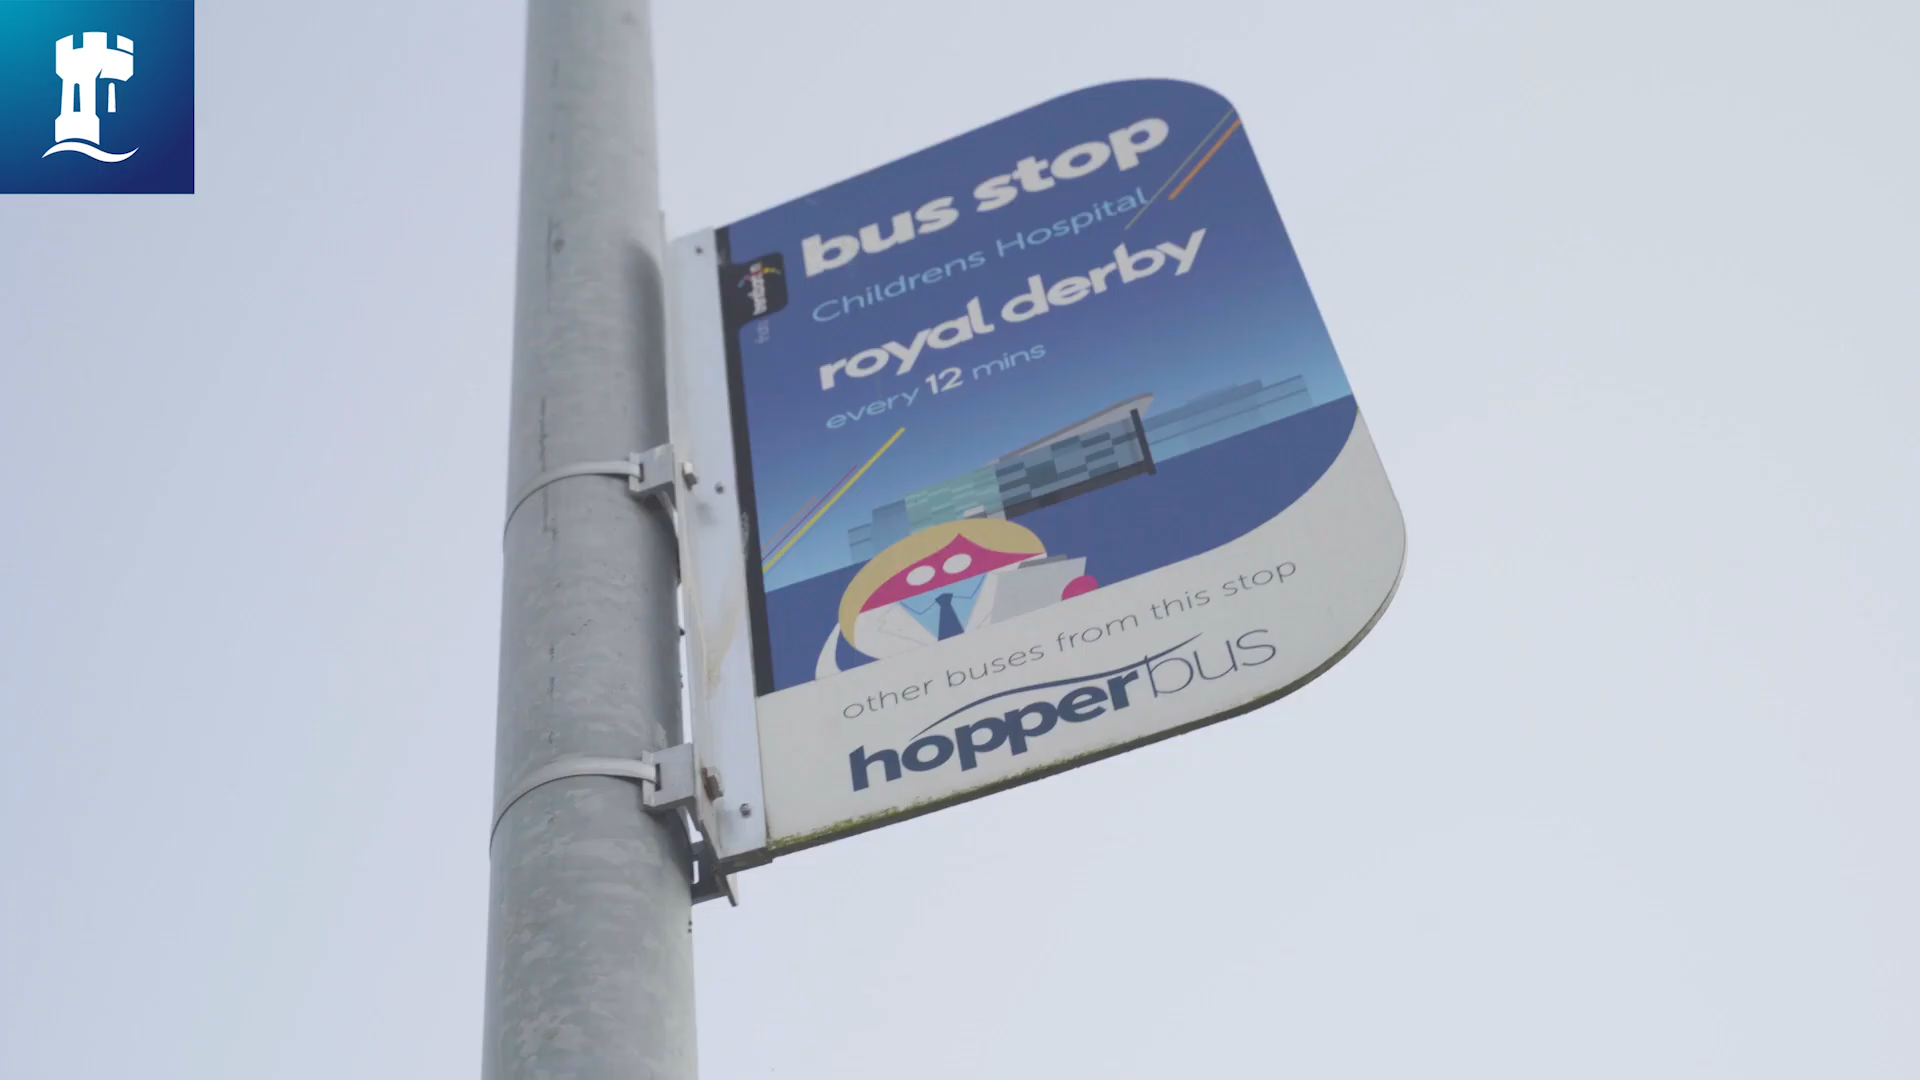 bus stop
Childrens Hospital
royal derby
every 12 mins
other buses from this stop
hopperbus